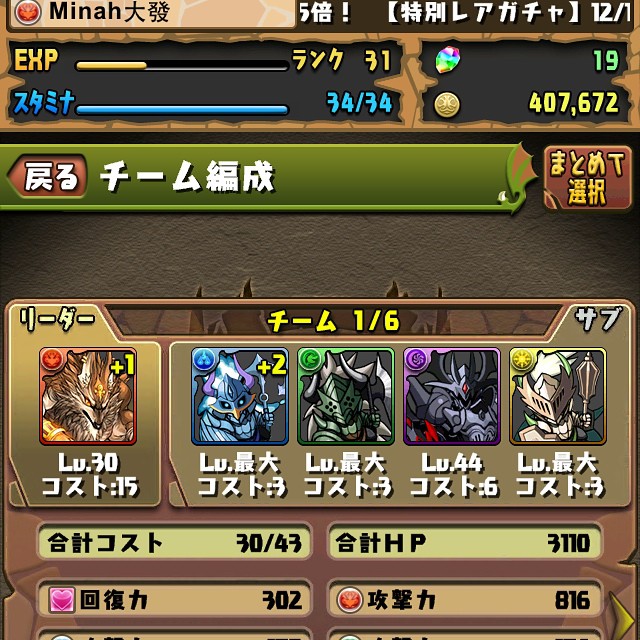 Minah大發
5倍! 【特別レアガチャ】12/1
EXP ランク 31
19
スタミナ 34/34
407,672
戻る チーム編成
まとめて
選択
リーダー チーム 1/6 サブ
+1 +2
Lv.30 Lv.最大 Lv.最大 Lv.44 Lv.最大
コスト:15 コスト:3 コスト:3 コスト:6 コスト:3
合計コスト 30/43 合計HP 3110
回復力 302 攻撃力 816